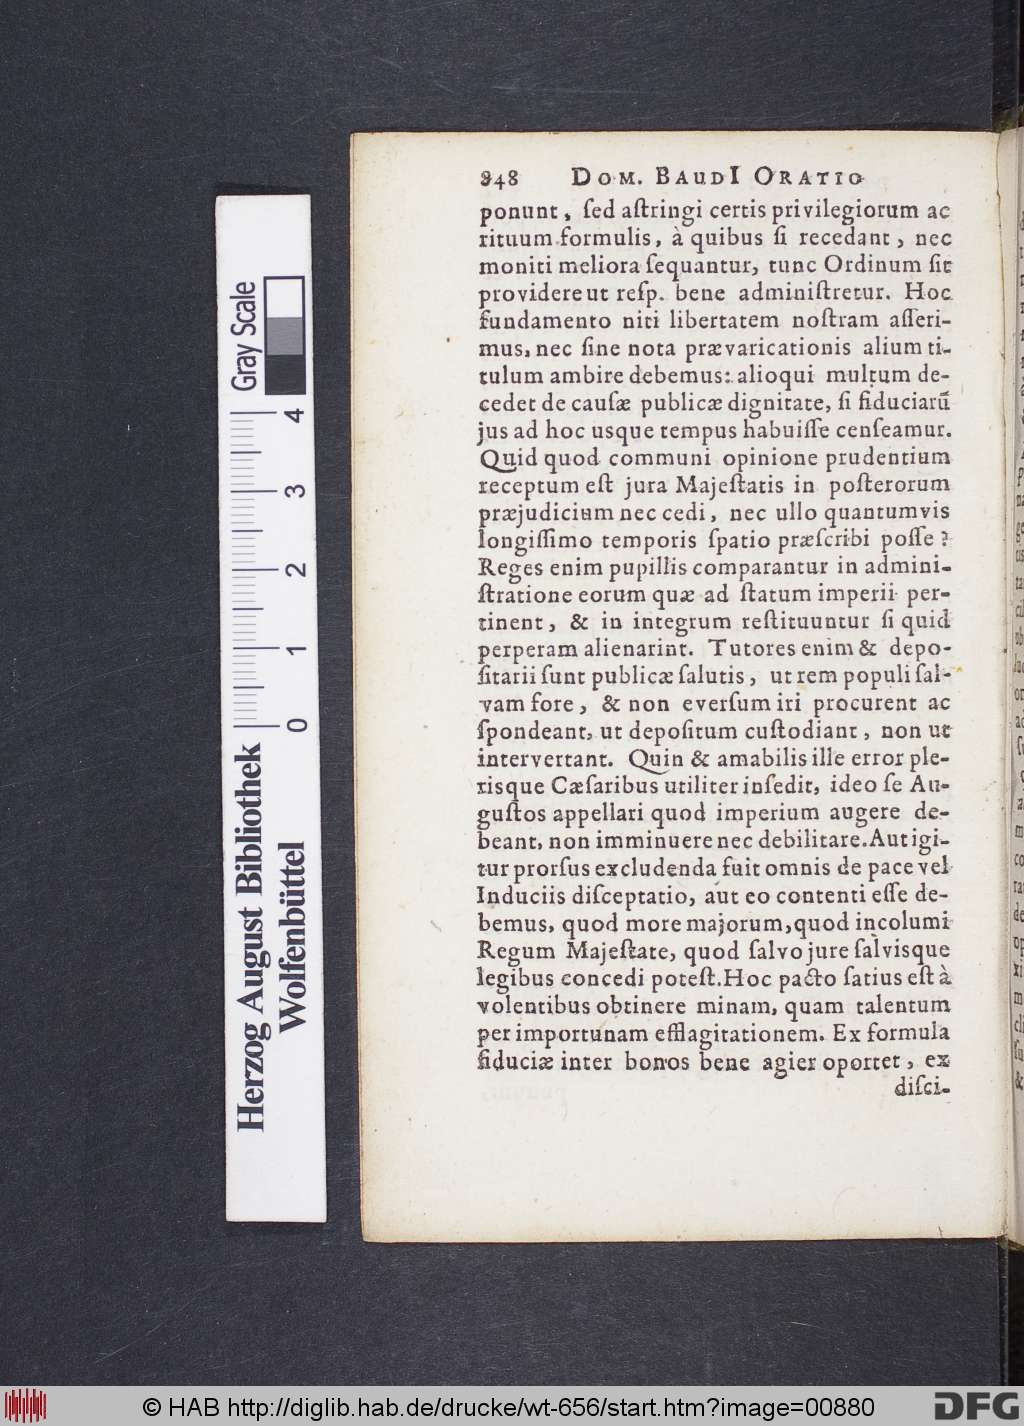 848 DOM. BAUDI ORATIO
ponunt, ſed aſtringi certis privilegiorum ac
rituum formulis, à quibus ſi recedant, nec
moniti meliora ſequantur, tunc Ordinum ſit
providere ut reſp. bene adminiſtretur. Hoc
fundamento niti libertatem noſtram aſſeri-
mus, nec ſine nota prævaricationis alium ti-
tulum ambire debemus: alioqui multum de-
cedet de cauſæ publicæ dignitate, ſi fiduciarū
jus ad hoc usque tempus habuiſſe cenſeamur.
Quid quod communi opinione prudentium
receptum eſt jura Majeſtatis in poſterorum
præjudicium nec cedi, nec ullo quantumvis
longiſſimo temporis ſpatio præſcribi poſſe?
Reges enim pupillis comparantur in admini-
ſtratione eorum quæ ad ſtatum imperii per-
tinent, & in integrum reſtituuntur ſi quid
perperam alienarint. Tutores enim & depo-
ſitarii ſunt publicæ ſalutis, ut rem populi ſal-
vam fore, & non everſum iri procurent ac
ſpondeant, ut depoſitum cuſtodiant, non ut
intervertant. Quin & amabilis ille error ple-
risque Cæſaribus utiliter inſedit, ideo ſe Au-
guſtos appellari quod imperium augere de-
beant, non imminuere nec debilitare. Aut igi-
tur prorſus excludenda fuit omnis de pace vel
Induciis diſceptatio, aut eo contenti eſſe de-
bemus, quod more majorum, quod incolumi
Regum Majeſtate, quod ſalvo jure ſalvisque
legibus concedi poteſt. Hoc pacto ſatius eſt à
volentibus obtinere minam, quam talentum
per importunam efflagitationem. Ex formula
fiduciæ inter bonos bene agier oportet, ex
diſci-
Gray Scale
4
3
2
1
0
Herzog August Bibliothek
Wolfenbüttel
© HAB http://diglib.hab.de/drucke/wt-656/start.htm?image=00880
DFG